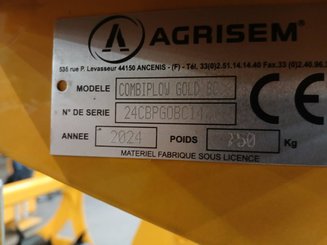 AGRISEM®
535 rue P. Levasseur 44150 ANCENIS - (F) - Tél. 33(0)2.51.14.14.40 Fax.33 (0)2.40.96.
MODELE COMBIPLOW GOLD
CE
N° DE SERIE
ANNEE 2024 POIDS Kg
MATERIEL FABRIQUE SOUS LICENCE